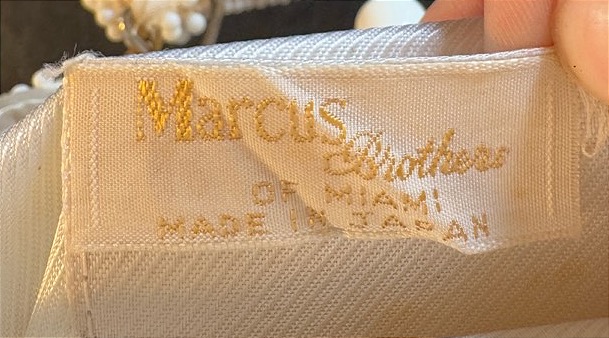 Marcus
Brothers
OF MIAMI
MADE IN JAPAN